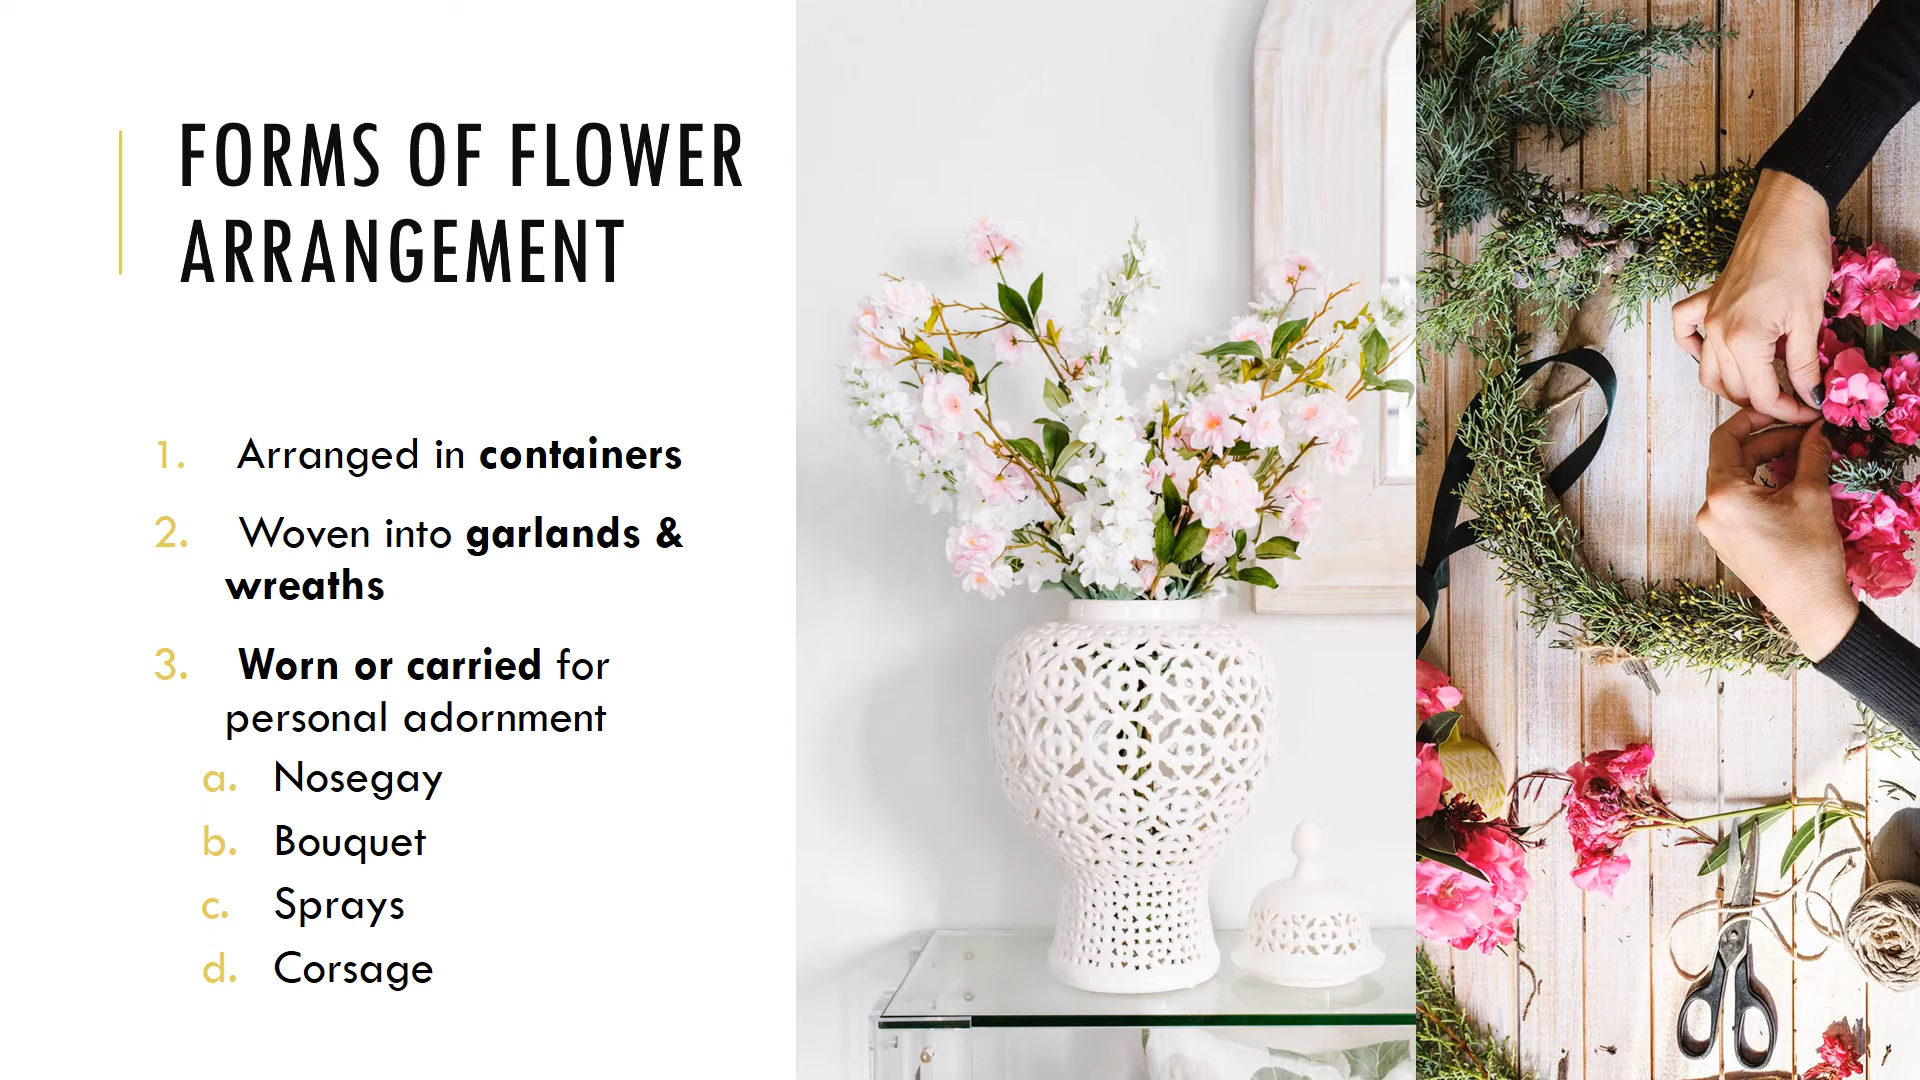 FORMS OF FLOWER
ARRANGEMENT
1. Arranged in containers
2. Woven into garlands &
wreaths
3. Worn or carried for
personal adornment
a. Nosegay
b. Bouquet
c. Sprays
d. Corsage